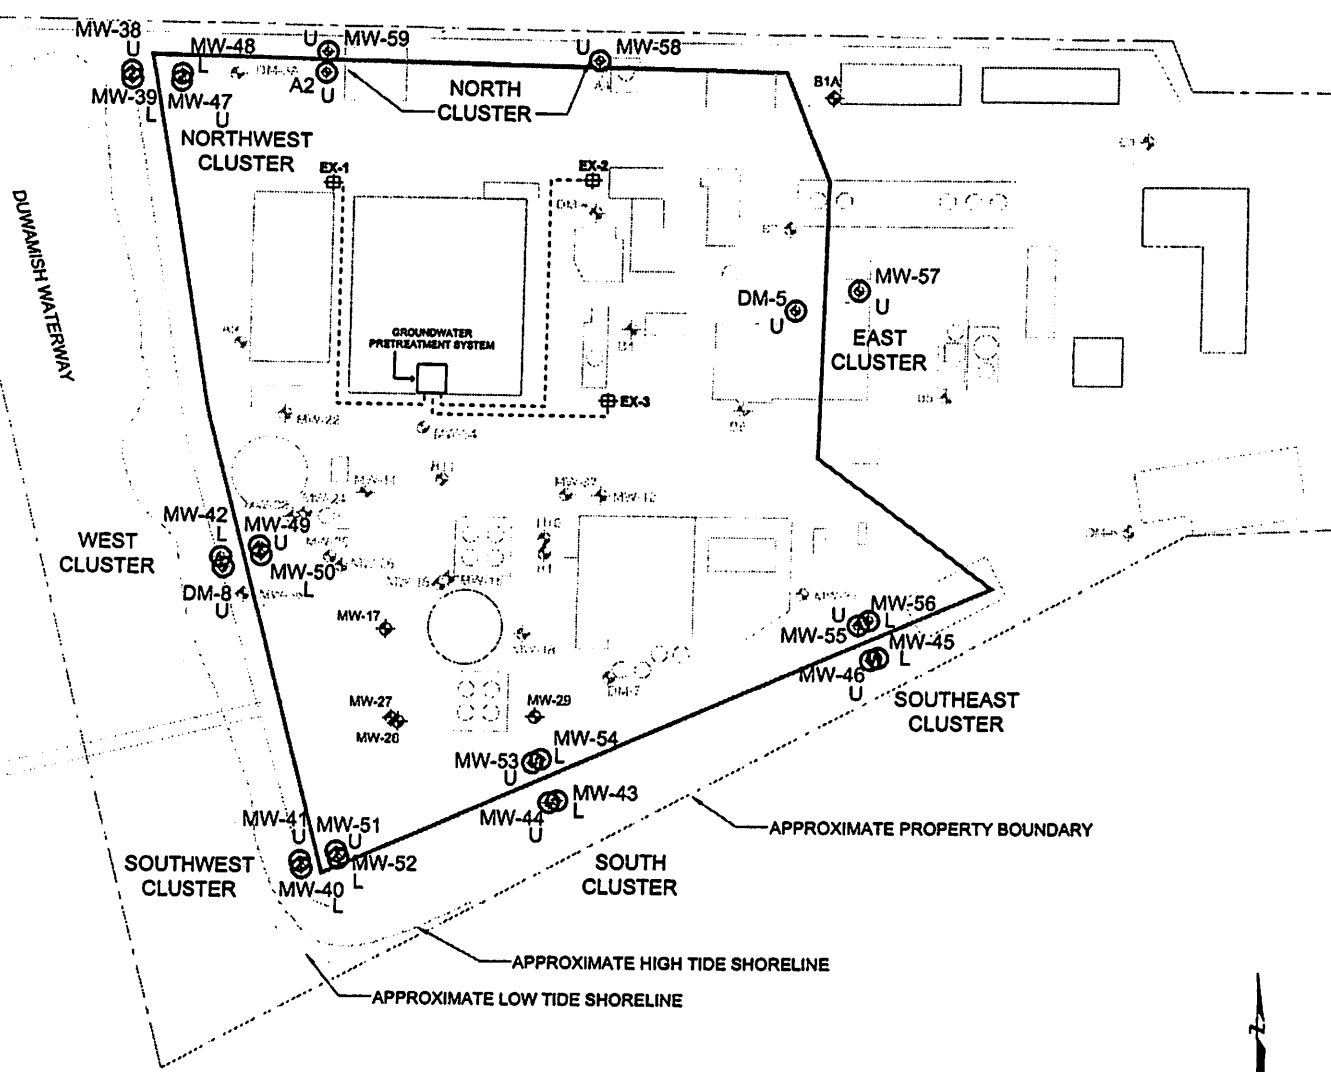 MW-38
U
MW-39
L
MW-48
L
MW-47
U
NORTHWEST
CLUSTER
U
MW-59
A2
U
NORTH
CLUSTER
U
MW-58
B1A
DUWAMISH WATERWAY
EX-1
EX-2
GROUNDWATER
PRETREATMENT SYSTEM
EX-3
DM-5
U
MW-57
U
EAST
CLUSTER
MW-22
MW-12
WEST
CLUSTER
MW-42
L
DM-8
U
MW-49
U
MW-50
L
MW-17
MW-27
MW-29
U
MW-55
MW-56
L
MW-45
L
MW-46
U
SOUTHEAST
CLUSTER
MW-53
U
MW-54
L
MW-43
L
MW-44
U
SOUTH
CLUSTER
APPROXIMATE PROPERTY BOUNDARY
MW-41
U
MW-51
U
MW-52
L
MW-40
L
SOUTHWEST
CLUSTER
APPROXIMATE HIGH TIDE SHORELINE
APPROXIMATE LOW TIDE SHORELINE